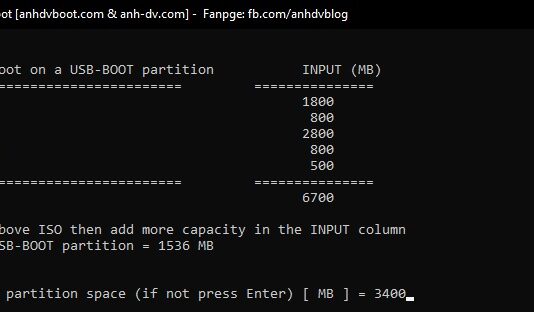 ot [anhdvboot.com & anh-dv.com] - Fanpge: fb.com/anhdvblog
oot on a USB-BOOT partition INPUT (MB)
======================= ===============
1800
800
2800
800
500
======================= ===============
6700
bove ISO then add more capacity in the INPUT column
SB-BOOT partition = 1536 MB
partition space (if not press Enter) [ MB ] = 3400